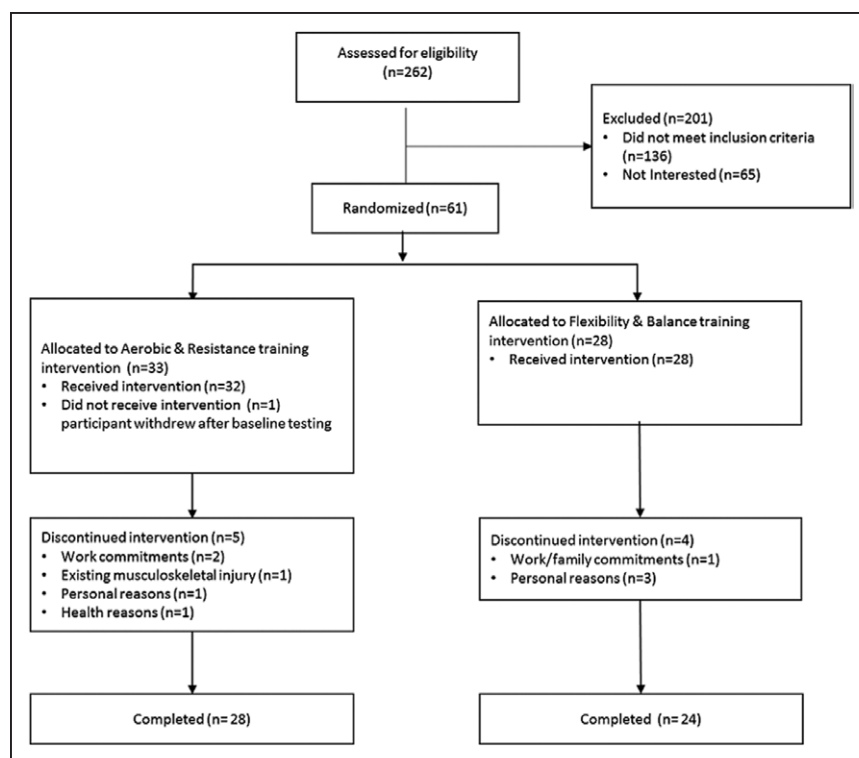 Assessed for eligibility
(n=262)
Excluded (n=201)
• Did not meet inclusion criteria
(n=136)
• Not Interested (n=65)
Randomized (n=61)
Allocated to Aerobic & Resistance training
intervention (n=33)
• Received intervention (n=32)
• Did not receive intervention (n=1)
participant withdrew after baseline testing
Allocated to Flexibility & Balance training
intervention (n=28)
• Received intervention (n=28)
Discontinued intervention (n=5)
• Work commitments (n=2)
• Existing musculoskeletal injury (n=1)
• Personal reasons (n=1)
• Health reasons (n=1)
Discontinued intervention (n=4)
• Work/family commitments (n=1)
• Personal reasons (n=3)
Completed (n= 28)
Completed (n= 24)